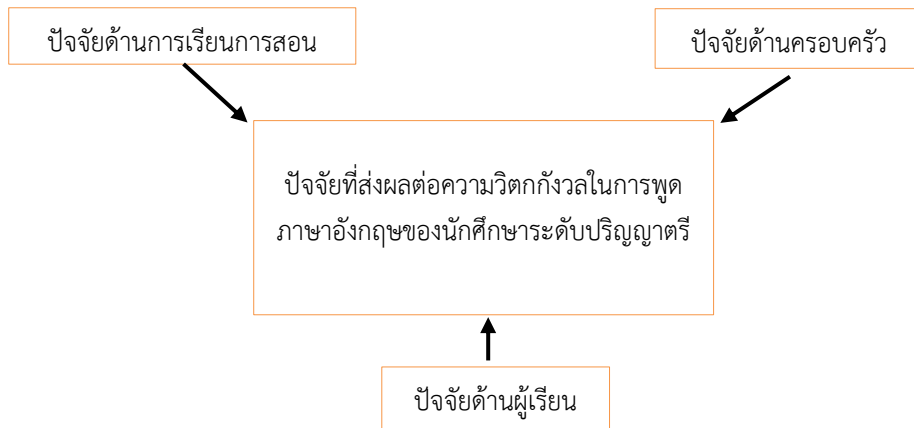 ปัจจัยด้านการเรียนการสอน
ปัจจัยด้านครอบครัว
ปัจจัยที่ส่งผลต่อความวิตกกังวลในการพูด
ภาษาอังกฤษของนักศึกษาระดับปริญญาตรี
ปัจจัยด้านผู้เรียน